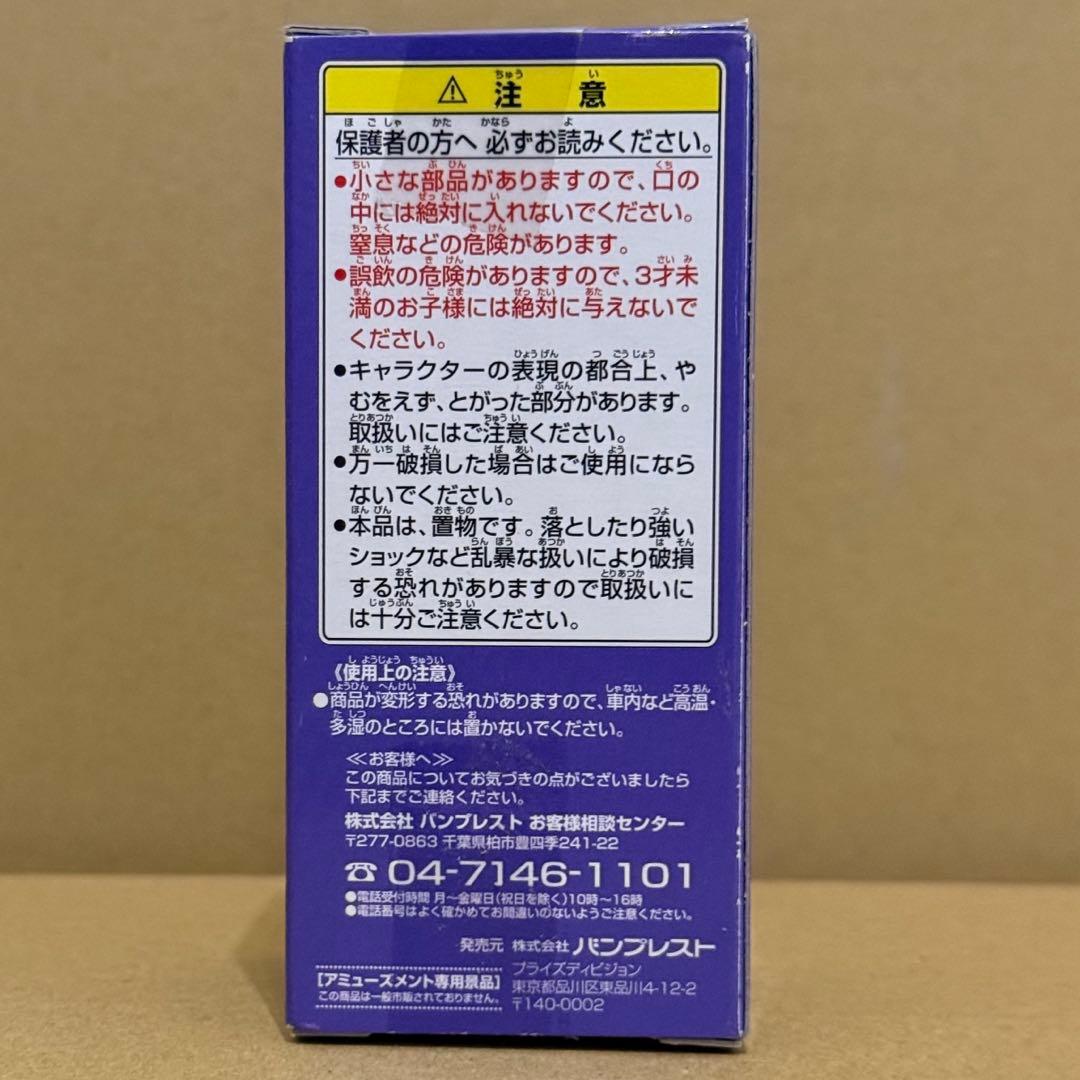 ⚠ 注意
保護者の方へ 必ずお読みください。
●小さな部品がありますので、口の
中には絶対に入れないでください。
窒息などの危険があります。
●誤飲の危険がありますので、3才未
満のお子様には絶対に与えないで
ください。
●キャラクターの表現の都合上、や
むをえず、とがった部分があります。
取扱いにはご注意ください。
●万一破損した場合はご使用になら
ないでください。
●本品は、置物です。落としたり強い
ショックなど乱暴な扱いにより破損
する恐れがありますので取扱いに
は十分ご注意ください。
《使用上の注意》
●商品が変形する恐れがありますので、車内など高温・
多湿のところには置かないでください。
≪お客様へ≫
この商品についてお気づきの点がございましたら
下記までご連絡ください。
株式会社 バンプレスト お客様相談センター
〒277-0863 千葉県柏市豊四季241-22
☎ 04-7146-1101
●電話受付時間 月～金曜日(祝日を除く)10時～16時
●電話番号はよく確かめてお間違いのないようご注意ください。
発売元 株式会社 バンプレスト
プライズディビジョン
東京都品川区東品川4-12-2
〒140-0002
[アミューズメント専用景品]
この商品は一般市販されておりません。